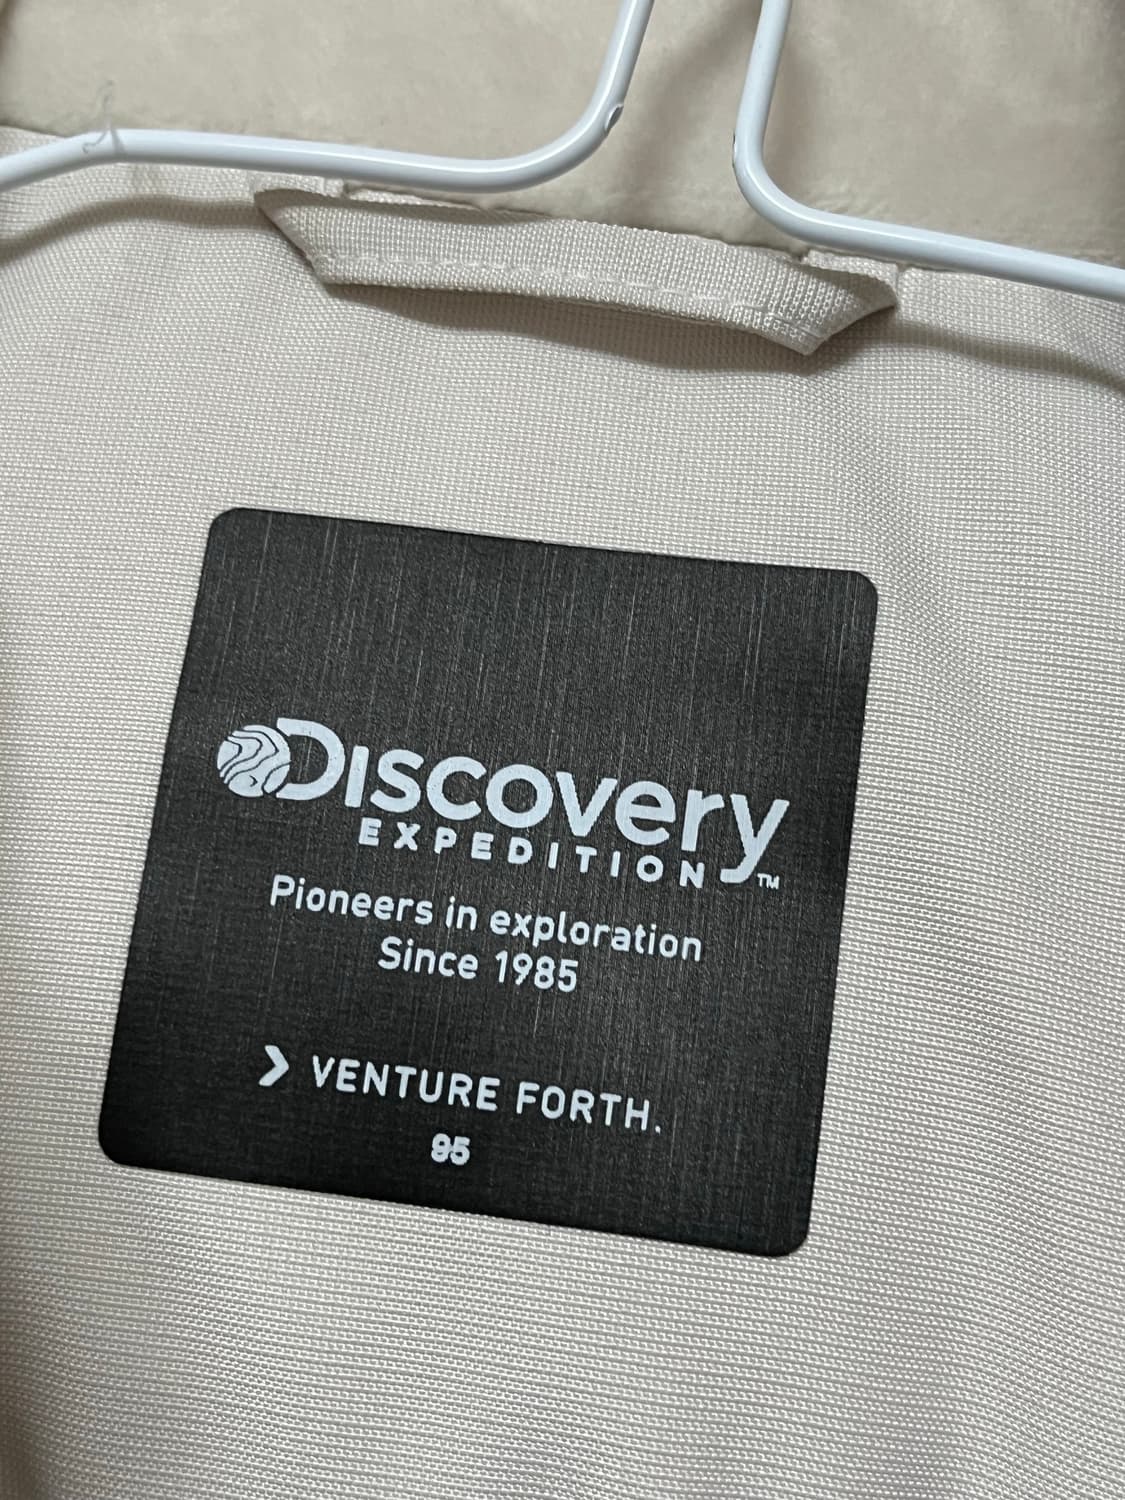 Discovery
EXPEDITION™
Pioneers in exploration
Since 1985
❯ VENTURE FORTH.
95